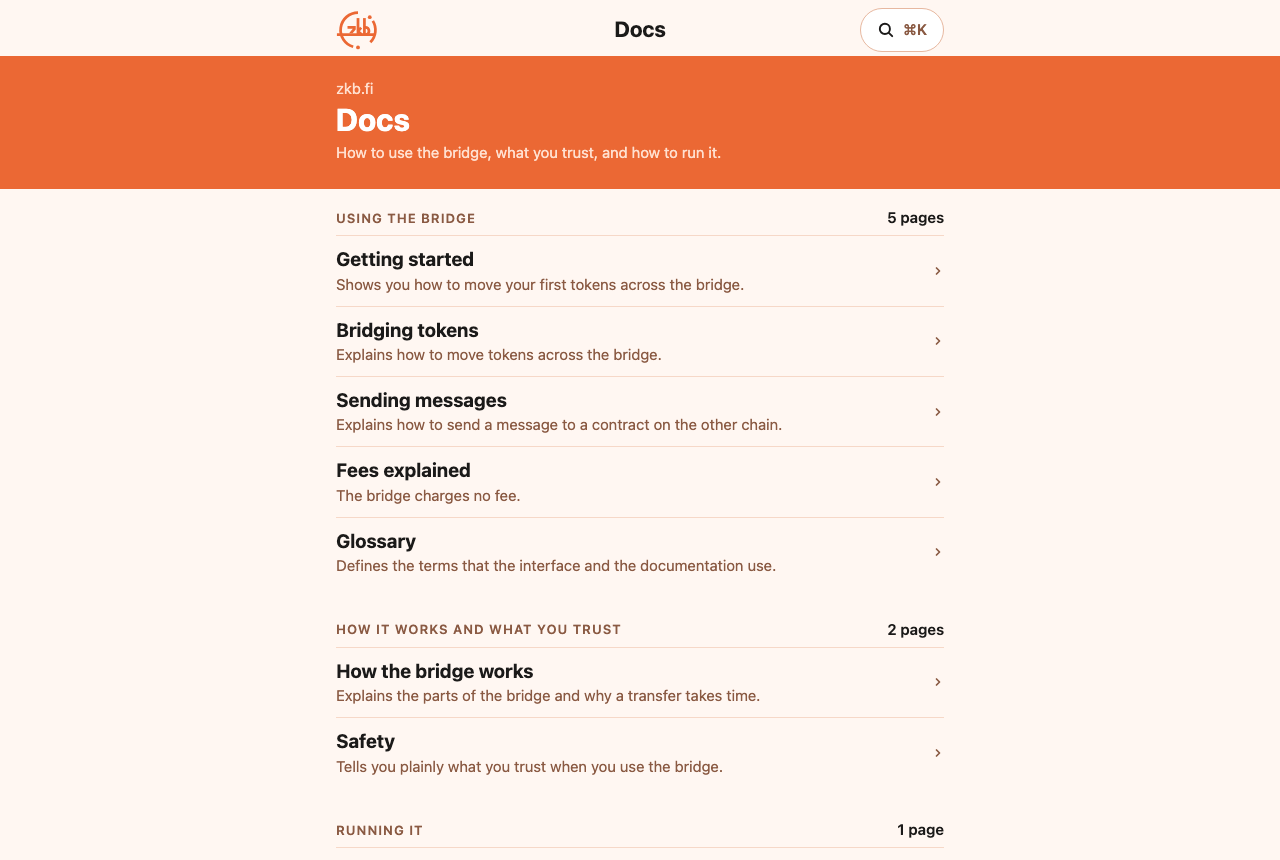 zkb
Docs
⌘K
zkb.fi
Docs
How to use the bridge, what you trust, and how to run it.
USING THE BRIDGE
5 pages
Getting started
Shows you how to move your first tokens across the bridge.
Bridging tokens
Explains how to move tokens across the bridge.
Sending messages
Explains how to send a message to a contract on the other chain.
Fees explained
The bridge charges no fee.
Glossary
Defines the terms that the interface and the documentation use.
HOW IT WORKS AND WHAT YOU TRUST
2 pages
How the bridge works
Explains the parts of the bridge and why a transfer takes time.
Safety
Tells you plainly what you trust when you use the bridge.
RUNNING IT
1 page